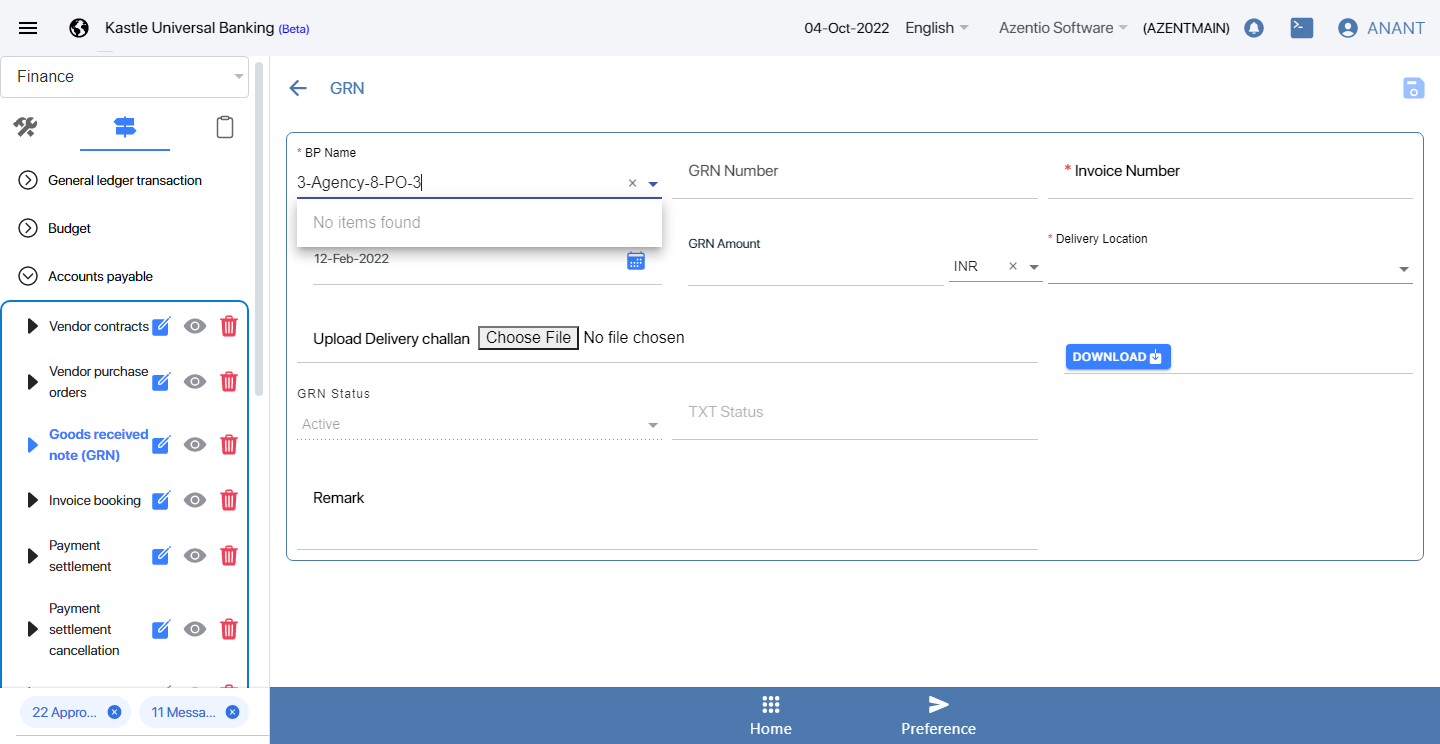 Kastle Universal Banking (Beta)
04-Oct-2022
English
Azentio Software
(AZENTMAIN)
ANANT
Finance
General ledger transaction
Budget
Accounts payable
Vendor contracts
Vendor purchase
orders
Goods received
note (GRN)
Invoice booking
Payment
settlement
Payment
settlement
cancellation
22 Appro...
11 Messa...
GRN
* BP Name
3-Agency-8-PO-3
No items found
GRN Number
* Invoice Number
12-Feb-2022
GRN Amount
INR
* Delivery Location
Upload Delivery challan Choose File No file chosen
DOWNLOAD
GRN Status
Active
TXT Status
Remark
Home
Preference